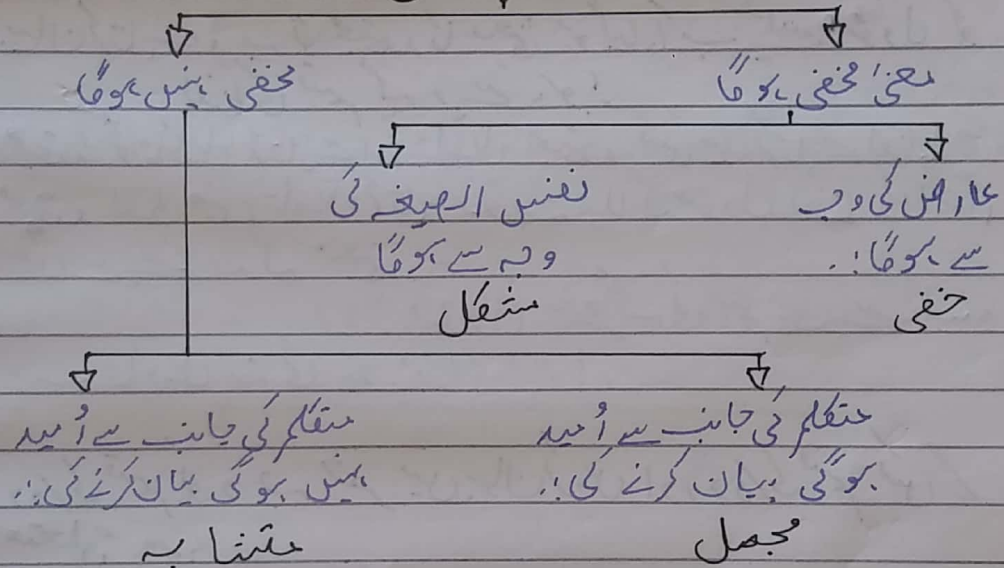 معنیٰ مخفی ہوگا
مخفی نہیں ہوگا
عارض کی وجہ
سے ہوگا:.
خفی
نفس الصیغہ کی
وجہ سے ہوگا
مشکل
متکلم کی جانب سے اُمید
ہوگی بیان کرنے کی:.
مجمل
متکلم کی جانب سے اُمید
نہیں ہوگی بیان کرنے کی:.
متشابہ